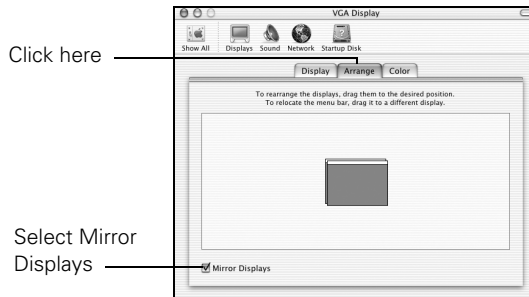 VGA Display
Show All Displays Sound Network Startup Disk
Click here
Display Arrange Color
To rearrange the displays, drag them to the desired position.
To relocate the menu bar, drag it to a different display.
Select Mirror
Displays
Mirror Displays